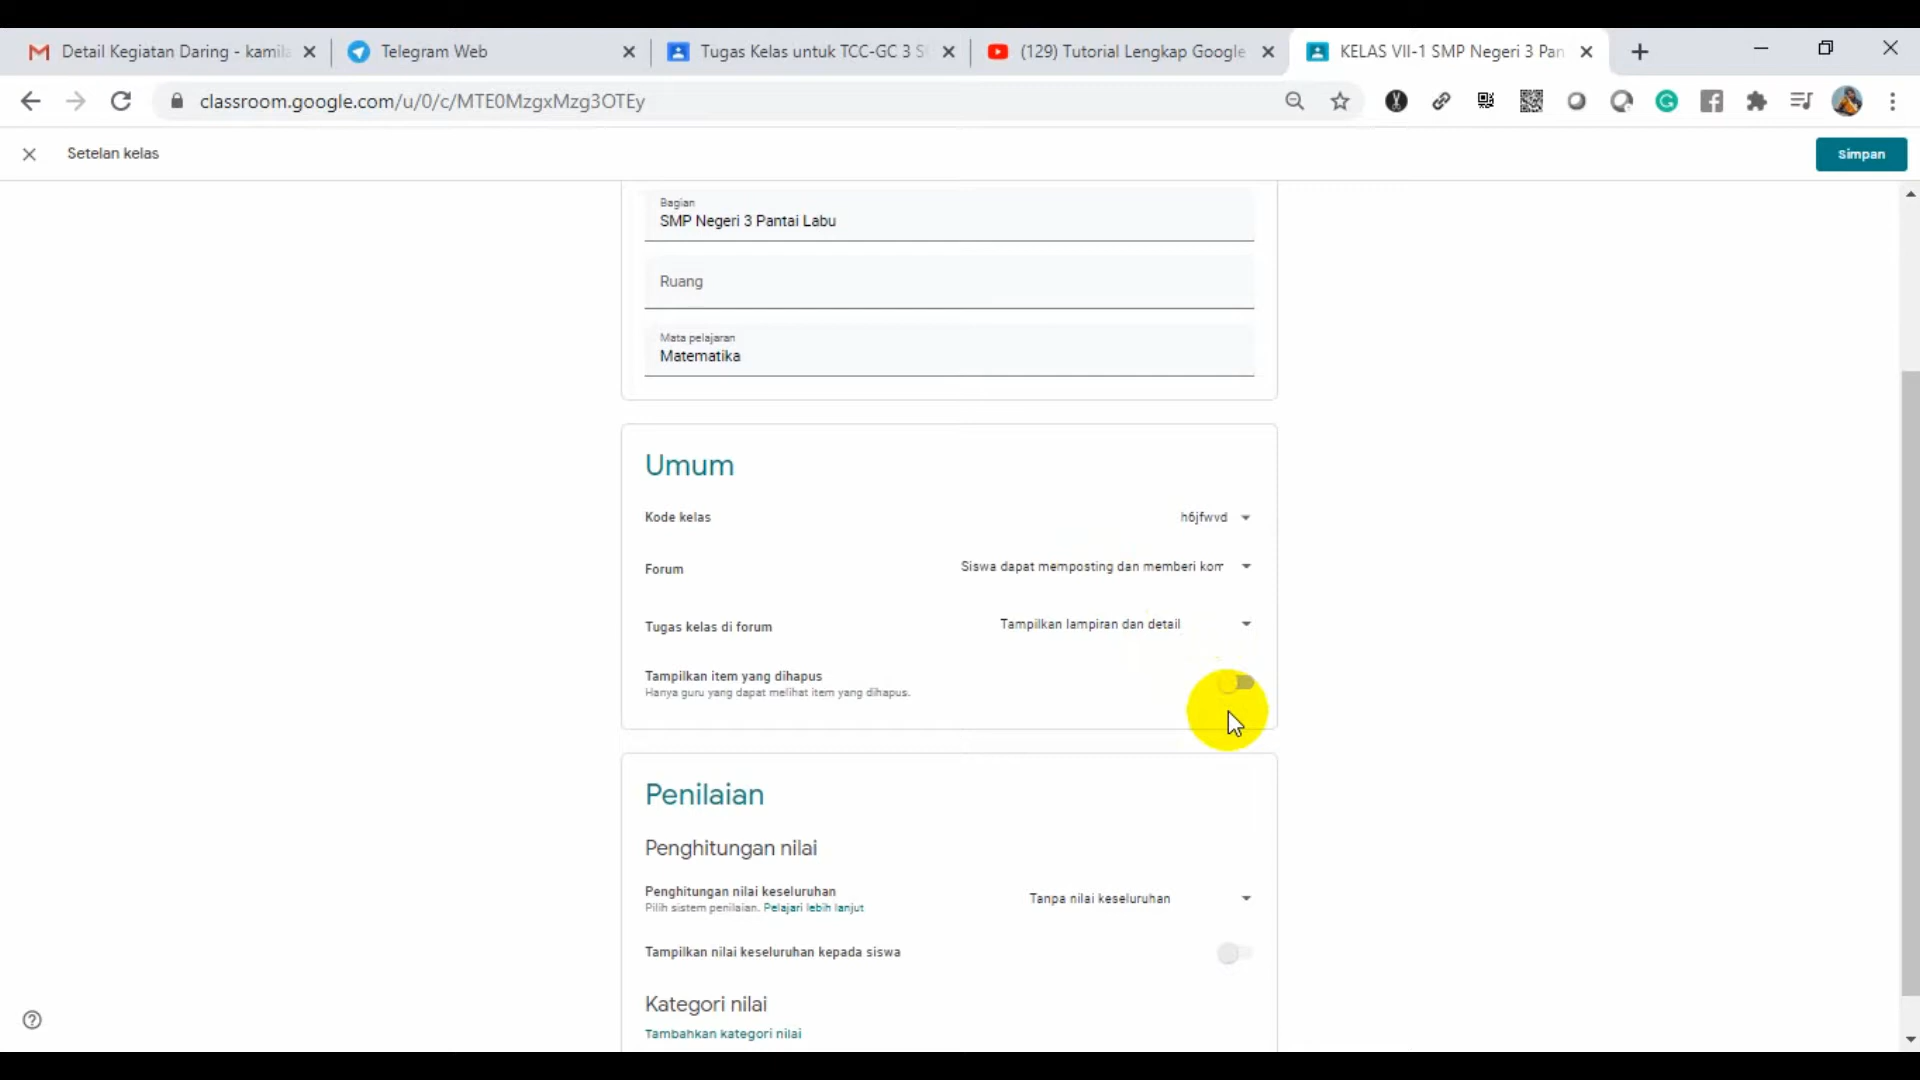 Detail Kegiatan Daring - kamila
Telegram Web
Tugas Kelas untuk TCC-GC 3 S
(129) Tutorial Lengkap Google
KELAS VII-1 SMP Negeri 3 Pan
classroom.google.com/u/0/c/MTE0MzgxMzg3OTEy
Setelan kelas
Simpan
Bagian
SMP Negeri 3 Pantai Labu
Ruang
Mata pelajaran
Matematika
Umum
Kode kelas
h6jfwvd
Forum
Siswa dapat memposting dan memberi kom
Tugas kelas di forum
Tampilkan lampiran dan detail
Tampilkan item yang dihapus
Hanya guru yang dapat melihat item yang dihapus.
Penilaian
Penghitungan nilai
Penghitungan nilai keseluruhan
Pilih sistem penilaian. Pelajari lebih lanjut
Tanpa nilai keseluruhan
Tampilkan nilai keseluruhan kepada siswa
Kategori nilai
Tambahkan kategori nilai